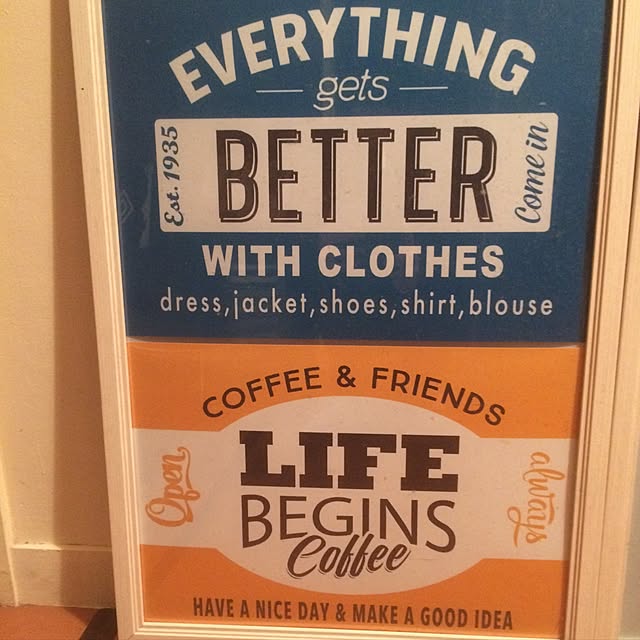 EVERYTHING
gets
Est. 1935
BETTER
Come in
WITH CLOTHES
dress,jacket,shoes,shirt,blouse
COFFEE & FRIENDS
Open
LIFE
always
BEGINS
Coffee
HAVE A NICE DAY & MAKE A GOOD IDEA